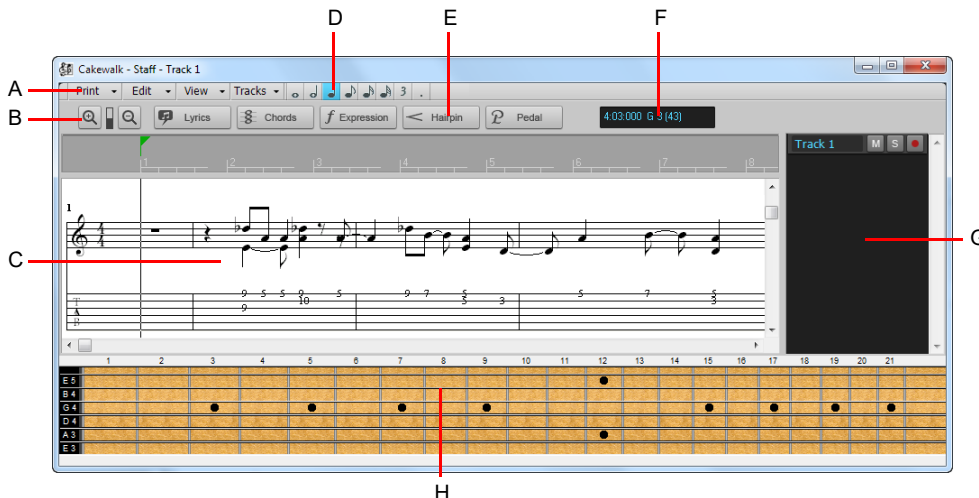 D E F
Cakewalk - Staff - Track 1
A Print Edit View Tracks 3 .
B Lyrics Chords f Expression Hairpin P Pedal 4:03:000 G 3 (43)
Track 1 M S
1 2 3 4 5 6 7 8
1
4
4
C G
9 5 5 9 5 9 7 5 5 7 5
9 10 5 3 3
T
A
B
1 2 3 4 5 6 7 8 9 10 11 12 13 14 15 16 17 18 19 20 21
E 5
B 4
G 4
D 4
A 3
E 3
H